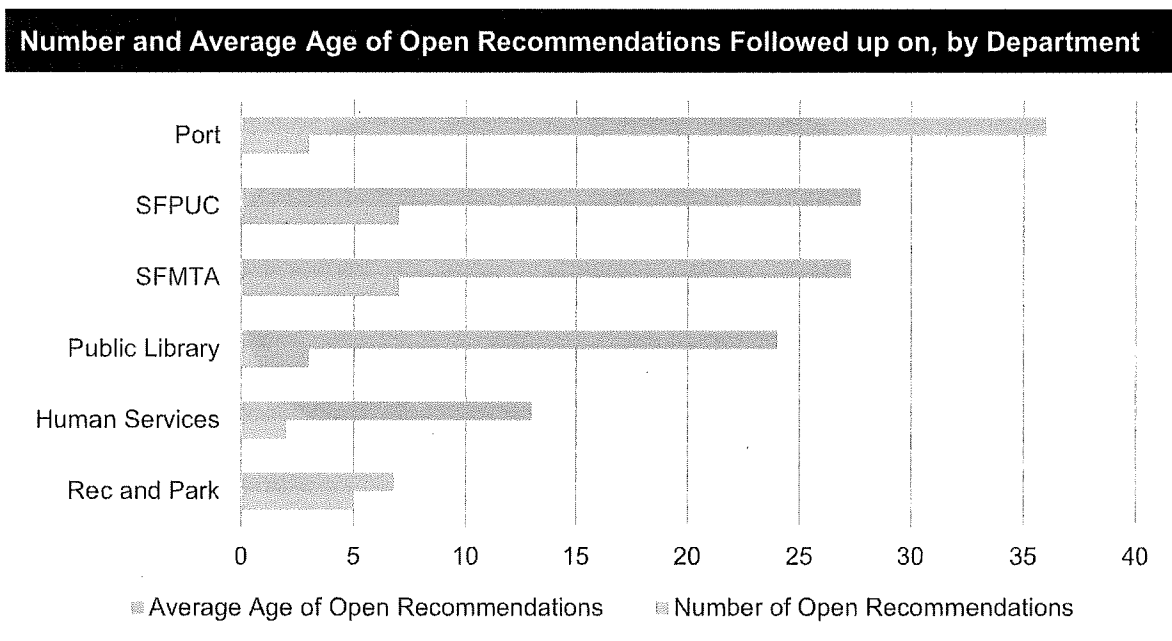 Number and Average Age of Open Recommendations Followed up on, by Department
Port
SFPUC
SFMTA
Public Library
Human Services
Rec and Park
0 5 10 15 20 25 30 35 40
Average Age of Open Recommendations Number of Open Recommendations